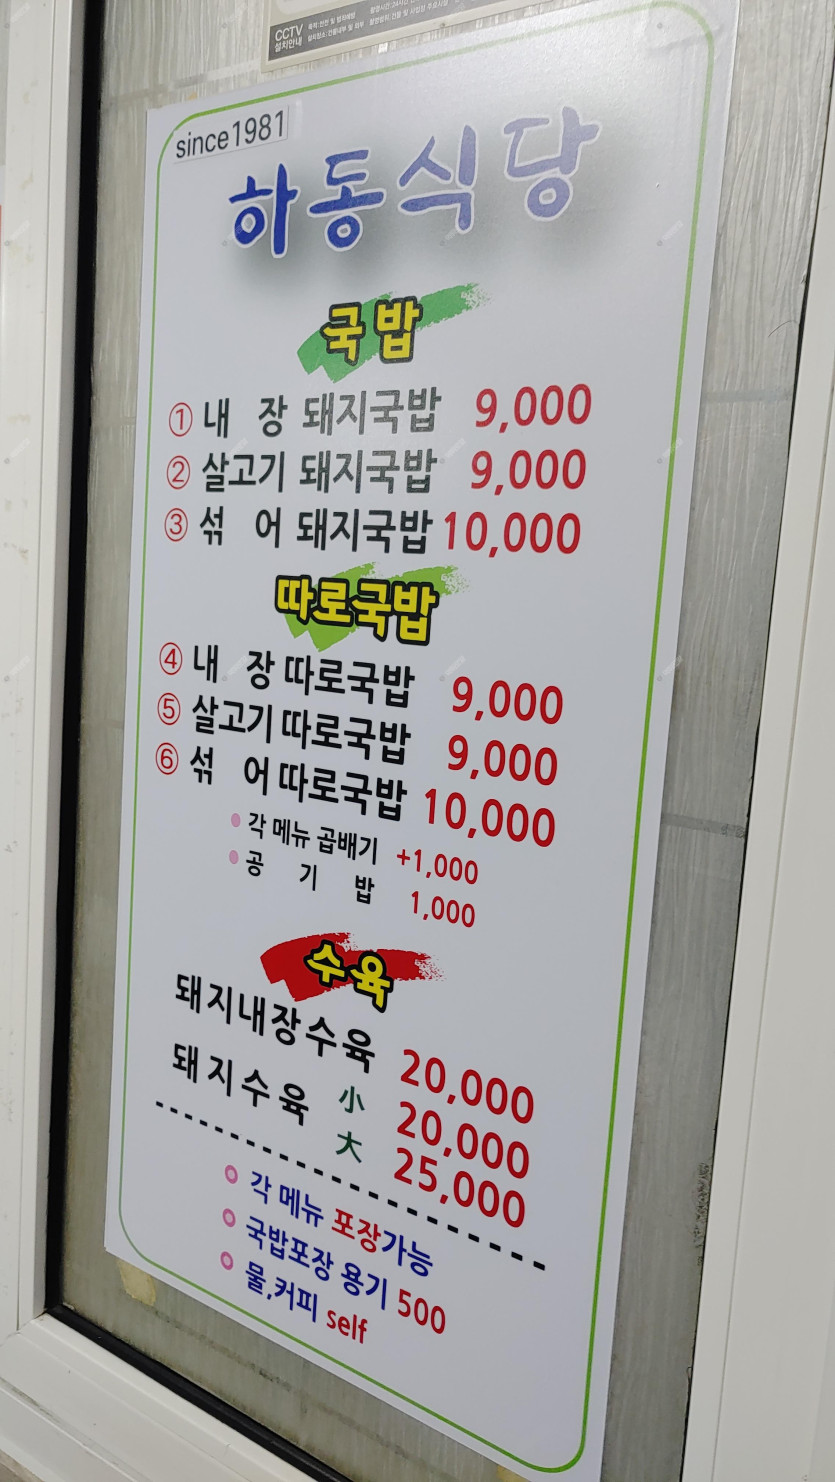 CCTV
설치안내
since1981
하동식당
국밥
① 내 장 돼지국밥 9,000
② 살고기 돼지국밥 9,000
③ 섞 어 돼지국밥 10,000
따로국밥
④ 내 장 따로국밥 9,000
⑤ 살고기 따로국밥 9,000
⑥ 섞 어 따로국밥 10,000
각 메뉴 곱배기 +1,000
공 기 밥 1,000
수육
돼지내장수육 20,000
돼지수육 小 20,000
大 25,000
각 메뉴 포장가능
국밥포장 용기 500
물,커피 self